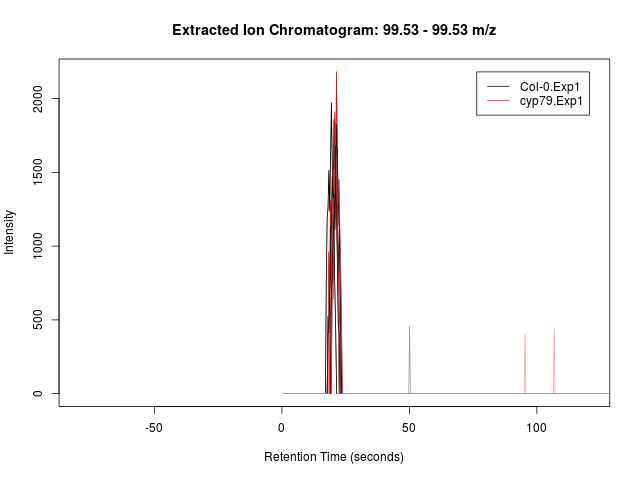 Extracted Ion Chromatogram: 99.53 - 99.53 m/z
Col-0.Exp1
cyp79.Exp1
Intensity
2000
1500
1000
500
0
-50
0
50
100
Retention Time (seconds)